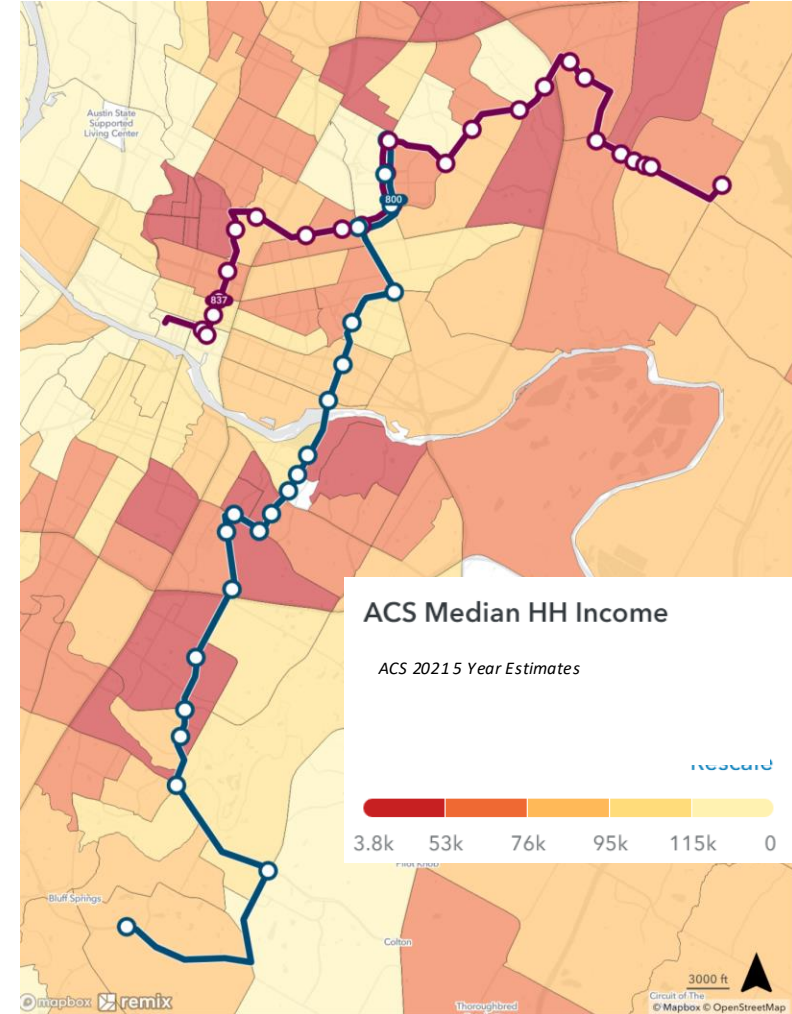 Austin State
Supported
Living Center
800
837
ACS Median HH Income
ACS 2021 5 Year Estimates
Rescale
3.8k 53k 76k 95k 115k 0
Pilot Knob
Bluff Springs
Colton
3000 ft
Circuit of The
Thoroughbred
mapbox remix
© Mapbox © OpenStreetMap